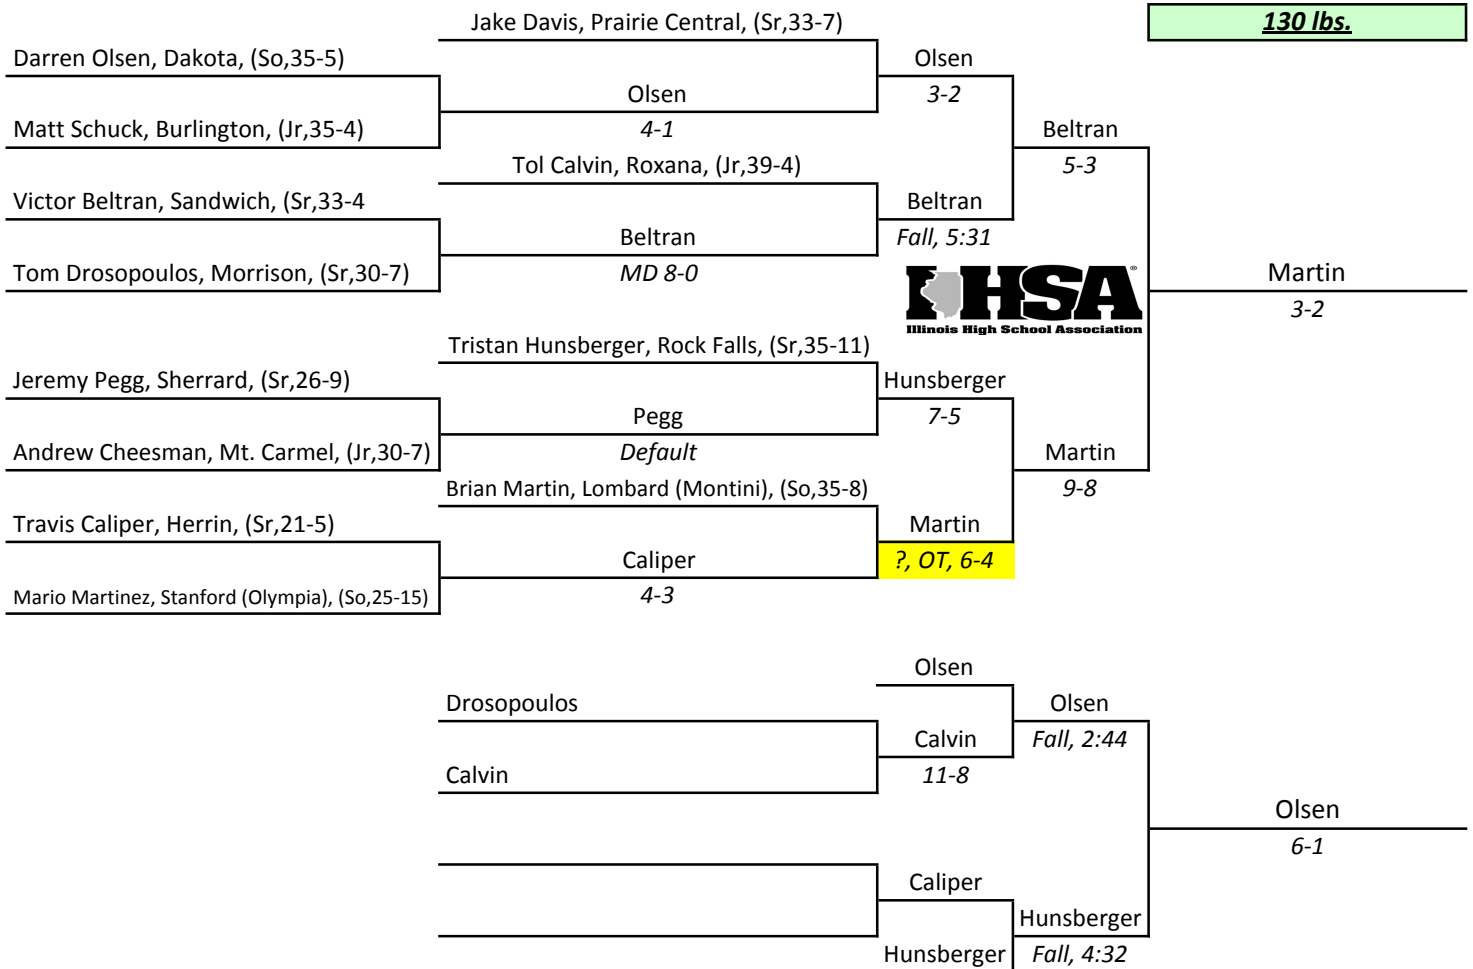 Jake Davis, Prairie Central, (Sr,33-7)
130 lbs.
Darren Olsen, Dakota, (So,35-5)
Olsen
Olsen
3-2
Matt Schuck, Burlington, (Jr,35-4)
4-1
Beltran
Tol Calvin, Roxana, (Jr,39-4)
5-3
Victor Beltran, Sandwich, (Sr,33-4
Beltran
Beltran
Fall, 5:31
Tom Drosopoulos, Morrison, (Sr,30-7)
MD 8-0
IHSA®
Illinois High School Association
Martin
3-2
Tristan Hunsberger, Rock Falls, (Sr,35-11)
Jeremy Pegg, Sherrard, (Sr,26-9)
Hunsberger
Pegg
7-5
Andrew Cheesman, Mt. Carmel, (Jr,30-7)
Default
Martin
Brian Martin, Lombard (Montini), (So,35-8)
9-8
Travis Caliper, Herrin, (Sr,21-5)
Martin
Caliper
?, OT, 6-4
Mario Martinez, Stanford (Olympia), (So,25-15)
4-3
Olsen
Drosopoulos
Olsen
Calvin
Fall, 2:44
Calvin
11-8
Olsen
6-1
Caliper
Hunsberger
Hunsberger
Fall, 4:32